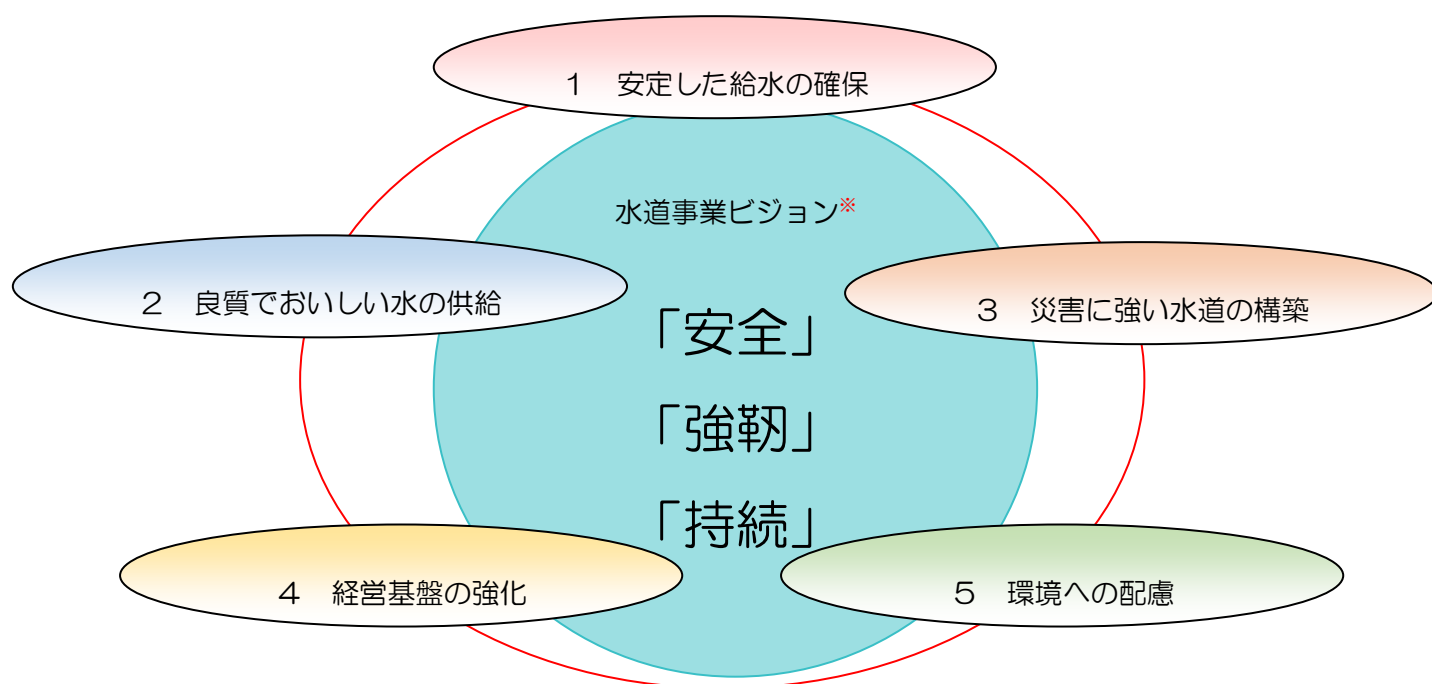 １　安定した給水の確保
水道事業ビジョン※
２　良質でおいしい水の供給
３　災害に強い水道の構築
「安全」
「強靭」
「持続」
４　経営基盤の強化
５　環境への配慮